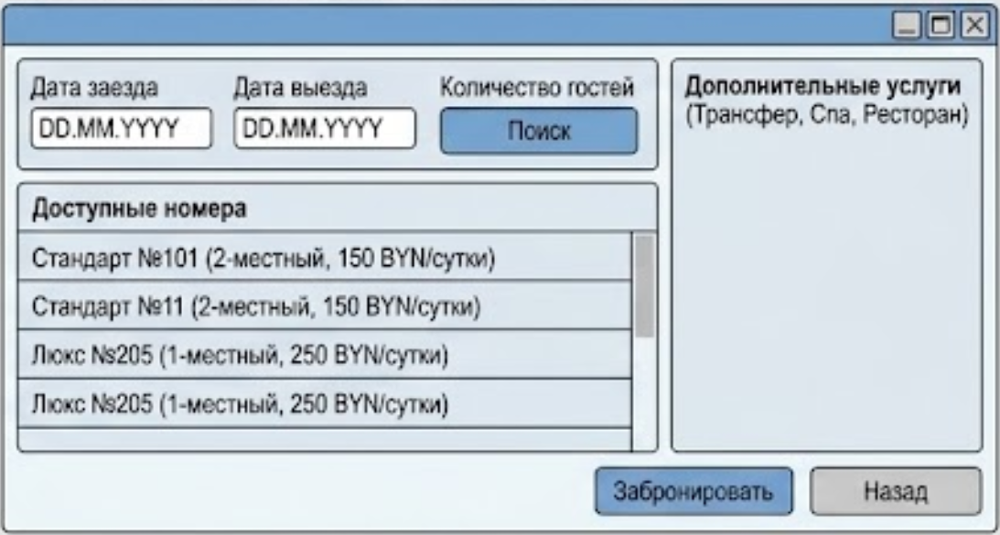 Дата заезда
Дата выезда
Количество гостей
DD.MM.YYYY
DD.MM.YYYY
Поиск
Доступные номера
Стандарт №101 (2-местный, 150 BYN/сутки)
Стандарт №11 (2-местный, 150 BYN/сутки)
Люкс №205 (1-местный, 250 BYN/сутки)
Люкс №205 (1-местный, 250 BYN/сутки)
Дополнительные услуги
(Трансфер, Спа, Ресторан)
Забронировать
Назад